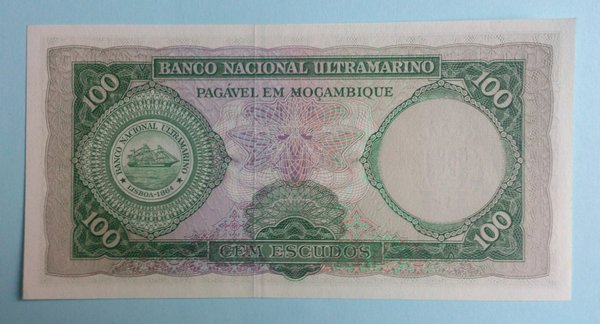 BANCO NACIONAL ULTRAMARINO
PAGÁVEL EM MOÇAMBIQUE
100
100
BANCO NACIONAL ULTRAMARINO
LISBOA-1864
100
100
CEM ESCUDOS